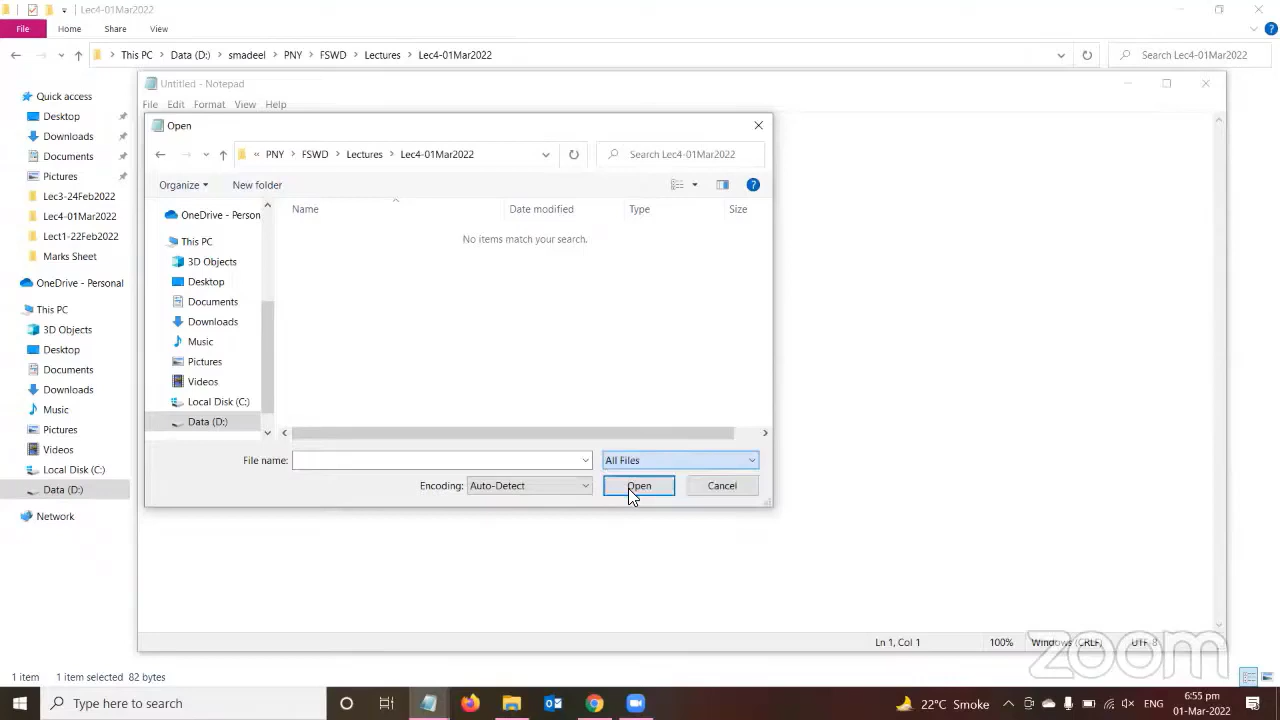 Lec4-01Mar2022
File Home Share View
This PC Data (D:) smadeel PNY FSWD Lectures Lec4-01Mar2022
Search Lec4-01Mar2022
Quick access
Desktop
Downloads
Documents
Pictures
Lec3-24Feb2022
Lec4-01Mar2022
Lect1-22Feb2022
Marks Sheet
OneDrive - Personal
This PC
3D Objects
Desktop
Documents
Downloads
Music
Pictures
Videos
Local Disk (C:)
Data (D:)
Network
Untitled - Notepad
File Edit Format View Help
Open
« PNY FSWD Lectures Lec4-01Mar2022
Search Lec4-01Mar2022
Organize New folder
OneDrive - Person
This PC
3D Objects
Desktop
Documents
Downloads
Music
Pictures
Videos
Local Disk (C:)
Data (D:)
Name Date modified Type Size
No items match your search.
File name: All Files
Encoding: Auto-Detect Open Cancel
Ln 1, Col 1 100% Windows (CRLF) UTF-8
zoom
1 item 1 item selected 82 bytes
Type here to search
22°C Smoke ENG
6:55 pm
01-Mar-2022